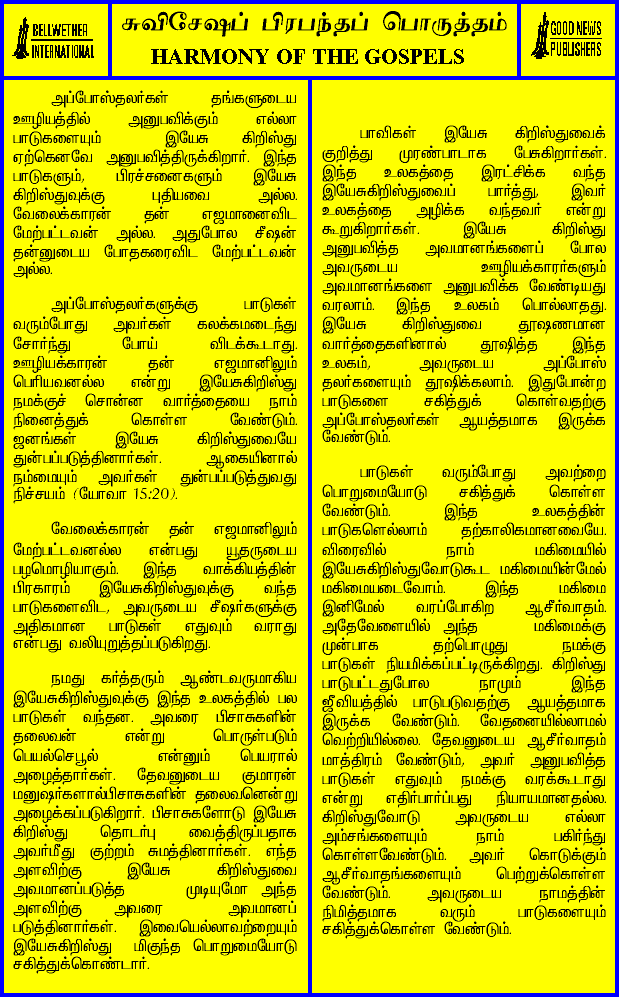 BELLWETHER
INTERNATIONAL
சுவிசேஷப் பிரபந்தப் பொருத்தம்
HARMONY OF THE GOSPELS
GOOD NEWS
PUBLISHERS
அப்போஸ்தலர்கள் தங்களுடைய
ஊழியத்தில் அனுபவிக்கும் எல்லா
பாடுகளையும் இயேசு கிறிஸ்து
ஏற்கெனவே அனுபவித்திருக்கிறார். இந்த
பாடுகளும், பிரச்சனைகளும் இயேசு
கிறிஸ்துவுக்கு புதியவை அல்ல.
வேலைக்காரன் தன் எஜமானைவிட
மேற்பட்டவன் அல்ல. அதுபோல சீஷன்
தன்னுடைய போதகரைவிட மேற்பட்டவன்
அல்ல.
அப்போஸ்தலர்களுக்கு பாடுகள்
வரும்போது அவர்கள் கலக்கமடைந்து
சோர்ந்து போய் விடக்கூடாது.
ஊழியக்காரன் தன் எஜமானிலும்
பெரியவனல்ல என்று இயேசுகிறிஸ்து
நமக்குச் சொன்ன வார்த்தையை நாம்
நினைத்துக் கொள்ள வேண்டும்.
ஜனங்கள் இயேசு கிறிஸ்துவையே
துன்பப்படுத்தினார்கள். ஆகையினால்
நம்மையும் அவர்கள் துன்பப்படுத்துவது
நிச்சயம் (யோவா 15:20).
வேலைக்காரன் தன் எஜமானிலும்
மேற்பட்டவனல்ல என்பது யூதருடைய
பழமொழியாகும். இந்த வாக்கியத்தின்
பிரகாரம் இயேசுகிறிஸ்துவுக்கு வந்த
பாடுகளைவிட, அவருடைய சீஷர்களுக்கு
அதிகமான பாடுகள் எதுவும் வராது
என்பது வலியுறுத்தப்படுகிறது.
நமது கர்த்தரும் ஆண்டவருமாகிய
இயேசுகிறிஸ்துவுக்கு இந்த உலகத்தில் பல
பாடுகள் வந்தன. அவரை பிசாசுகளின்
தலைவன் என்று பொருள்படும்
பெயல்செபூல் என்னும் பெயரால்
அழைத்தார்கள். தேவனுடைய குமாரன்
மனுஷர்களால்பிசாசுகளின் தலைவனென்று
அழைக்கப்படுகிறார். பிசாசுகளோடு இயேசு
கிறிஸ்து தொடர்பு வைத்திருப்பதாக
அவர்மீது குற்றம் சுமத்தினார்கள். எந்த
அளவிற்கு இயேசு கிறிஸ்துவை
அவமானப்படுத்த முடியுமோ அந்த
அளவிற்கு அவரை அவமானப்
படுத்தினார்கள். இவையெல்லாவற்றையும்
இயேசுகிறிஸ்து மிகுந்த பொறுமையோடு
சகித்துக்கொண்டார்.
பாவிகள் இயேசு கிறிஸ்துவைக்
குறித்து முரண்பாடாக பேசுகிறார்கள்.
இந்த உலகத்தை இரட்சிக்க வந்த
இயேசுகிறிஸ்துவைப் பார்த்து, இவர்
உலகத்தை அழிக்க வந்தவர் என்று
கூறுகிறார்கள். இயேசு கிறிஸ்து
அனுபவித்த அவமானங்களைப் போல
அவருடைய ஊழியக்காரர்களும்
அவமானங்களை அனுபவிக்க வேண்டியது
வரலாம். இந்த உலகம் பொல்லாதது.
இயேசு கிறிஸ்துவை தூஷணமான
வார்த்தைகளினால் தூஷித்த இந்த
உலகம், அவருடைய அப்போஸ்
தலர்களையும் தூஷிக்கலாம். இதுபோன்ற
பாடுகளை சகித்துக் கொள்வதற்கு
அப்போஸ்தலர்கள் ஆயத்தமாக இருக்க
வேண்டும்.
பாடுகள் வரும்போது அவற்றை
பொறுமையோடு சகித்துக் கொள்ள
வேண்டும். இந்த உலகத்தின்
பாடுகளெல்லாம் தற்காலிகமானவையே.
விரைவில் நாம் மகிமையில்
இயேசுகிறிஸ்துவோடுகூட மகிமையின்மேல்
மகிமையடைவோம். இந்த மகிமை
இனிமேல் வரப்போகிற ஆசீர்வாதம்.
அதேவேளையில் அந்த மகிமைக்கு
முன்பாக தற்பொழுது நமக்கு
பாடுகள் நியமிக்கப்பட்டிருக்கிறது. கிறிஸ்து
பாடுபட்டதுபோல நாமும் இந்த
ஜீவியத்தில் பாடுபடுவதற்கு ஆயத்தமாக
இருக்க வேண்டும். வேதனையில்லாமல்
வெற்றியில்லை. தேவனுடைய ஆசீர்வாதம்
மாத்திரம் வேண்டும், அவர் அனுபவித்த
பாடுகள் எதுவும் நமக்கு வரக்கூடாது
என்று எதிர்பார்ப்பது நியாயமானதல்ல.
கிறிஸ்துவோடு அவருடைய எல்லா
அம்சங்களையும் நாம் பகிர்ந்து
கொள்ளவேண்டும். அவர் கொடுக்கும்
ஆசீர்வாதங்களையும் பெற்றுக்கொள்ள
வேண்டும். அவருடைய நாமத்தின்
நிமித்தமாக வரும் பாடுகளையும்
சகித்துக்கொள்ள வேண்டும்.